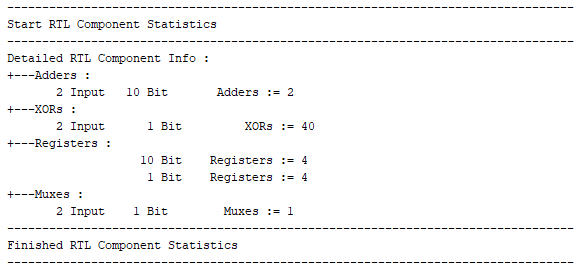 ---------------------------------------------------------------------------------
Start RTL Component Statistics
---------------------------------------------------------------------------------
Detailed RTL Component Info :
+---Adders :
       2 Input   10 Bit       Adders := 2
+---XORs :
       2 Input      1 Bit         XORs := 40
+---Registers :
                   10 Bit    Registers := 4
                    1 Bit    Registers := 4
+---Muxes :
       2 Input    1 Bit        Muxes := 1
---------------------------------------------------------------------------------
Finished RTL Component Statistics
---------------------------------------------------------------------------------